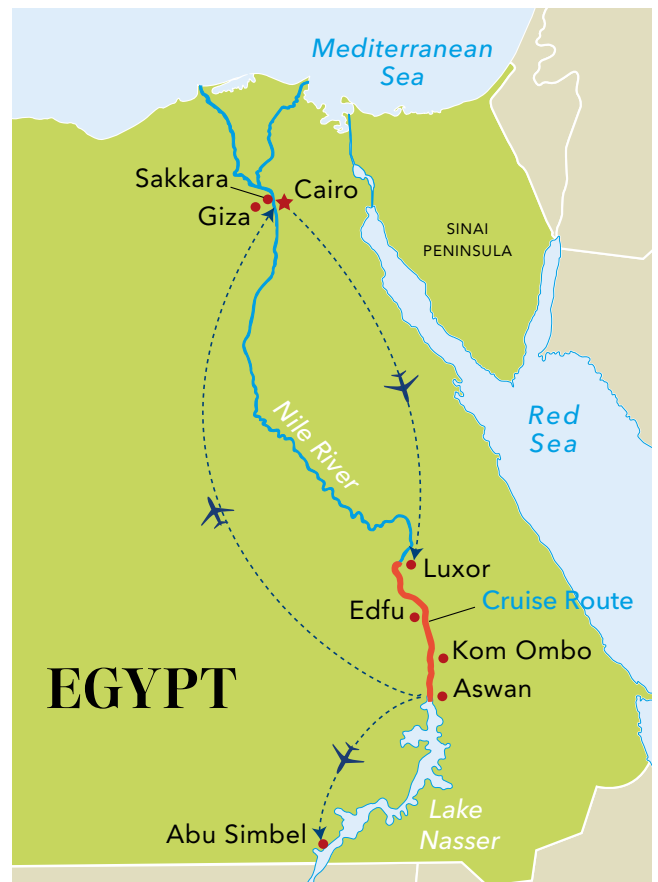 Mediterranean
Sea
Sakkara
Cairo
Giza
SINAI
PENINSULA
Nile River
Red
Sea
Luxor
Edfu
Cruise Route
Kom Ombo
EGYPT
Aswan
Lake
Nasser
Abu Simbel